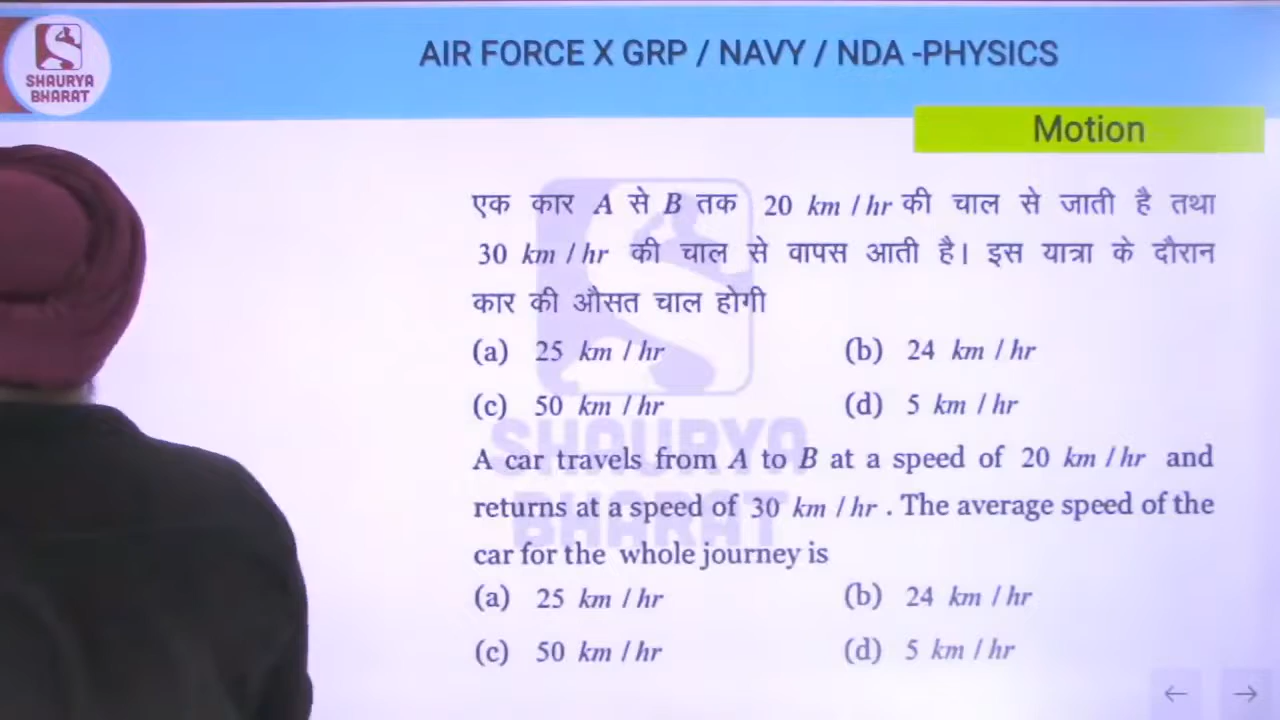 SHAURYA
BHARAT
AIR FORCE X GRP / NAVY / NDA -PHYSICS
Motion
एक कार A से B तक 20 km / hr की चाल से जाती है तथा
30 km / hr की चाल से वापस आती है। इस यात्रा के दौरान
कार की औसत चाल होगी
(a) 25 km / hr (b) 24 km / hr
(c) 50 km / hr (d) 5 km / hr
SHAURYA
BHARAT
A car travels from A to B at a speed of 20 km / hr and
returns at a speed of 30 km / hr . The average speed of the
car for the whole journey is
(a) 25 km / hr (b) 24 km / hr
(c) 50 km / hr (d) 5 km / hr